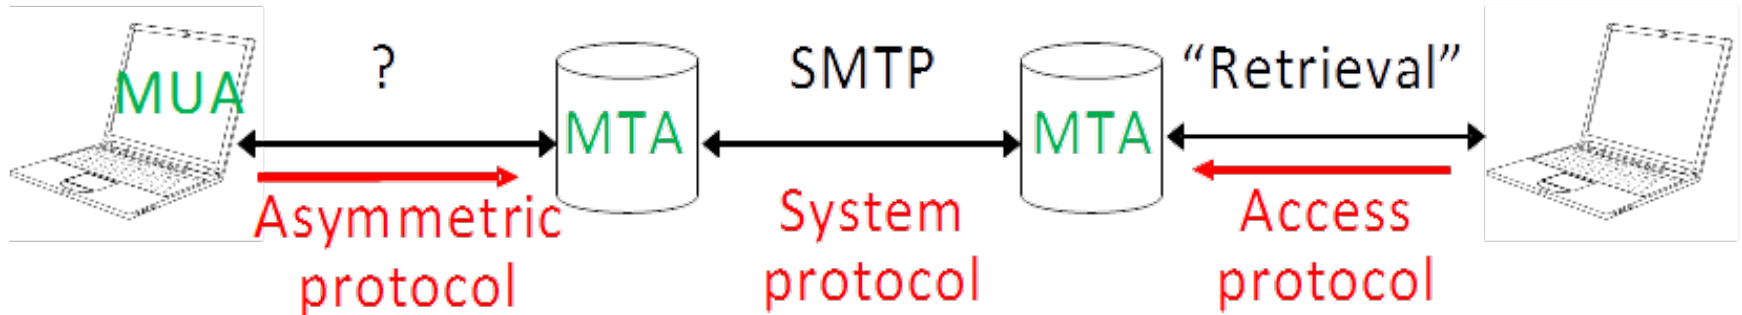 MUA
?
MTA
SMTP
MTA
“Retrieval”
Asymmetric
protocol
System
protocol
Access
protocol